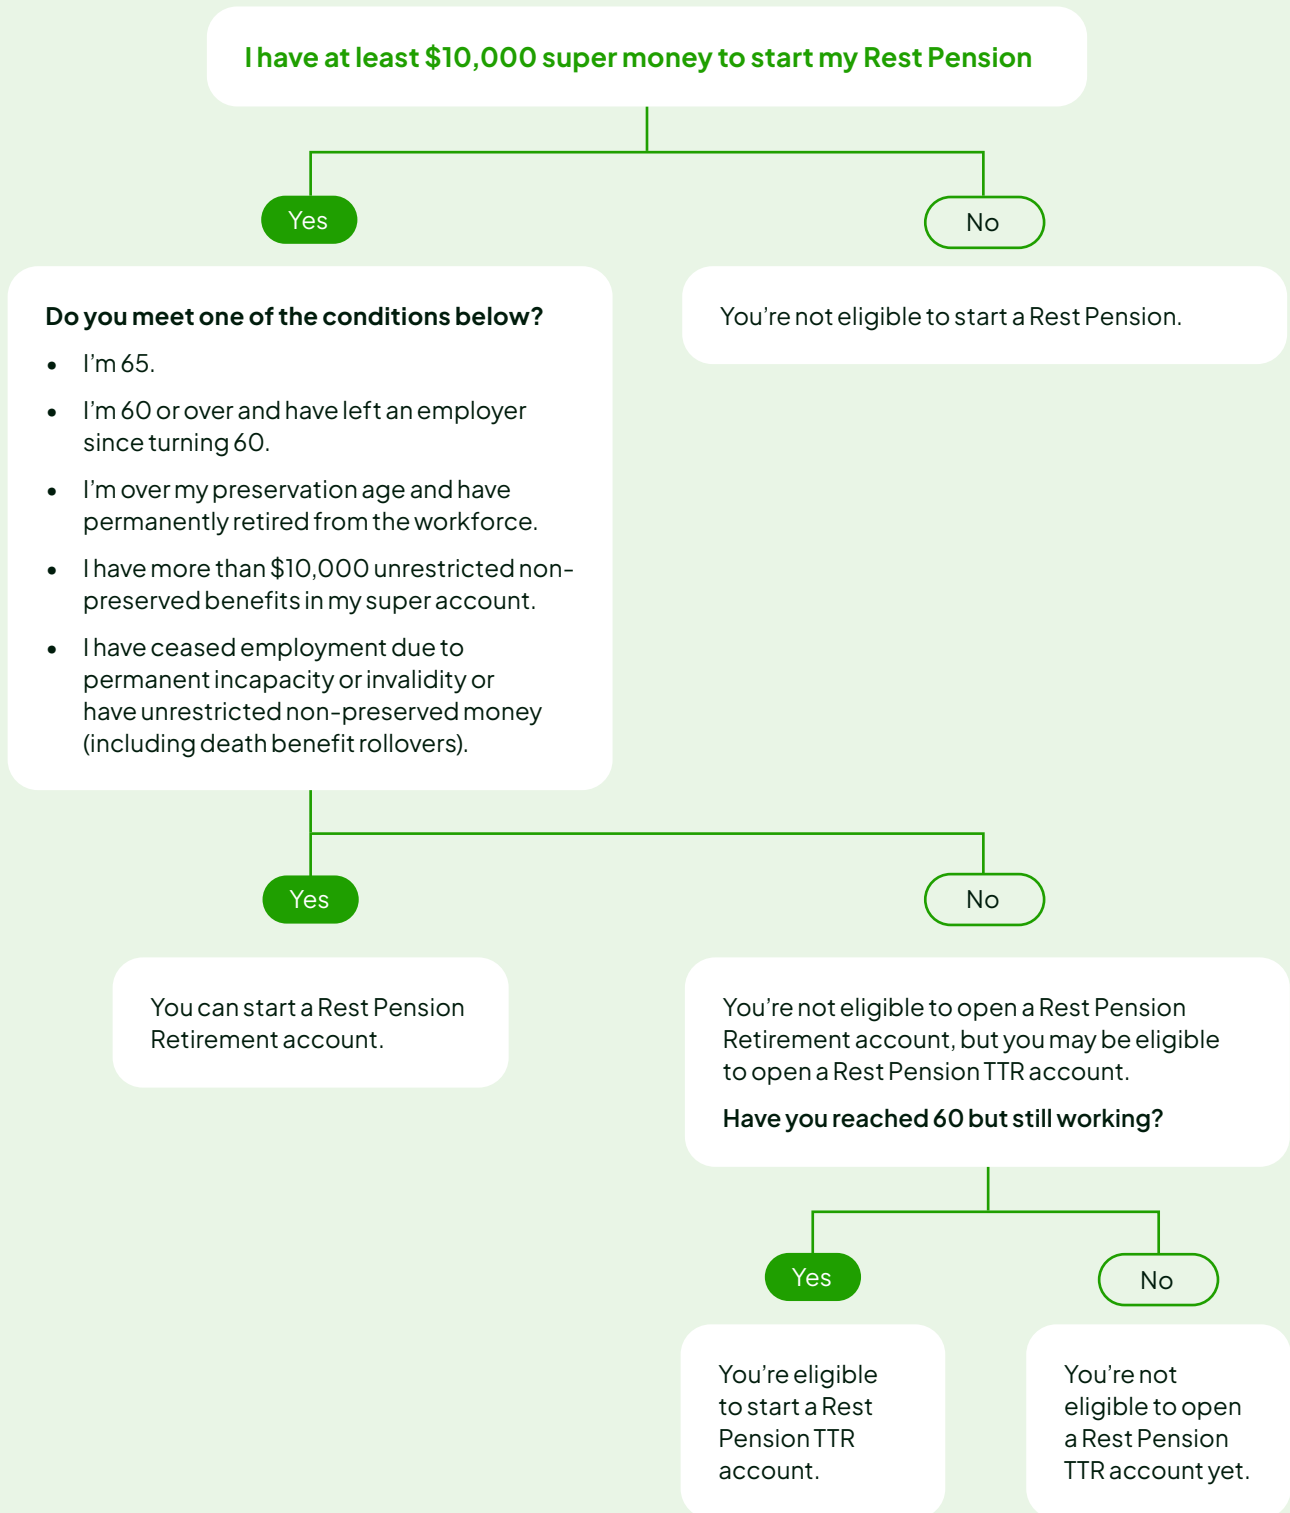 I have at least $10,000 super money to start my Rest Pension
Yes
No
Do you meet one of the conditions below?
• I'm 65.
• I'm 60 or over and have left an employer
since turning 60.
• I'm over my preservation age and have
permanently retired from the workforce.
• I have more than $10,000 unrestricted non-
preserved benefits in my super account.
• I have ceased employment due to
permanent incapacity or invalidity or
have unrestricted non-preserved money
(including death benefit rollovers).
You're not eligible to start a Rest Pension.
Yes
No
You can start a Rest Pension
Retirement account.
You're not eligible to open a Rest Pension
Retirement account, but you may be eligible
to open a Rest Pension TTR account.
Have you reached 60 but still working?
Yes
No
You're eligible
to start a Rest
Pension TTR
account.
You're not
eligible to open
a Rest Pension
TTR account yet.